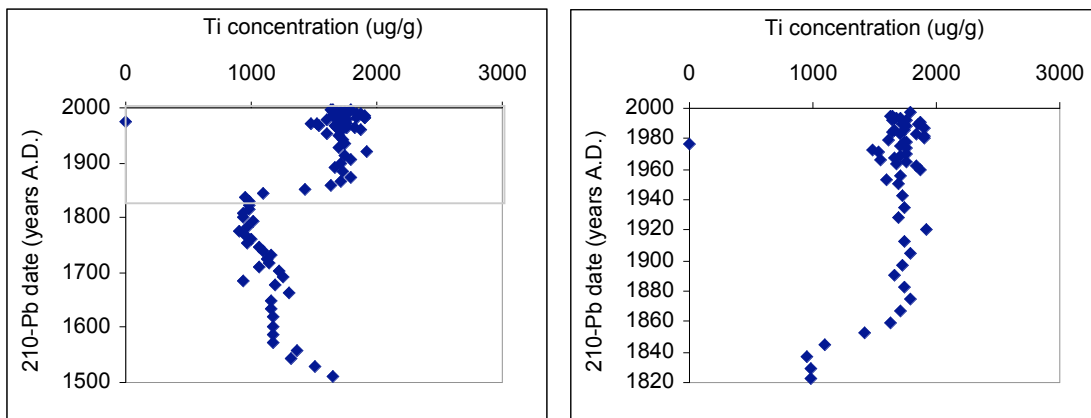 Ti concentration (ug/g)
0 1000 2000 3000
210-Pb date (years A.D.)
2000
1900
1800
1700
1600
1500
Ti concentration (ug/g)
0 1000 2000 3000
210-Pb date (years A.D.)
2000
1980
1960
1940
1920
1900
1880
1860
1840
1820